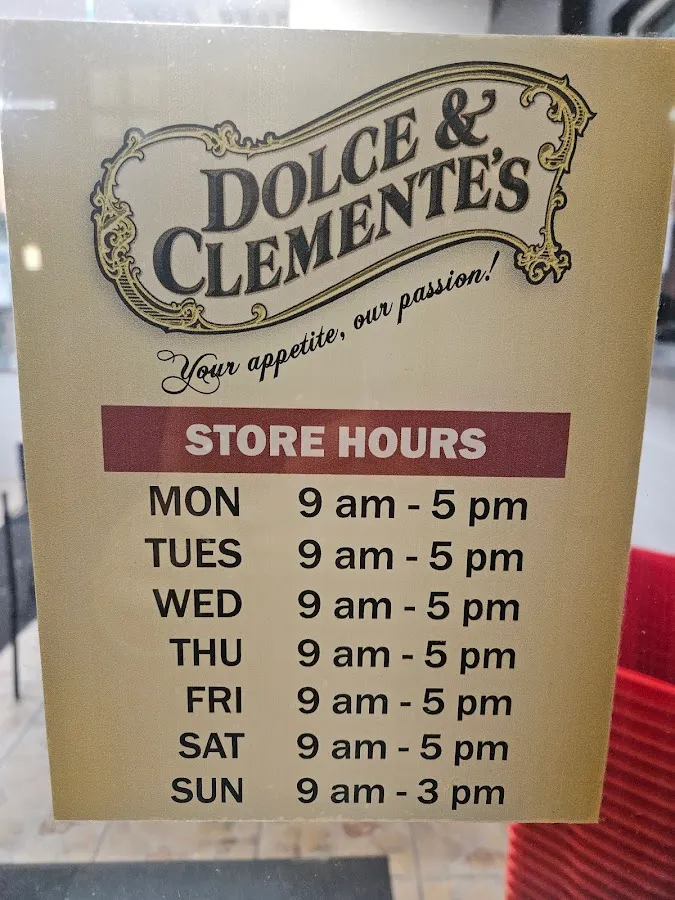 DOLCE &
CLEMENTE'S
Your appetite, our passion!
STORE HOURS
MON 9 am - 5 pm
TUES 9 am - 5 pm
WED 9 am - 5 pm
THU 9 am - 5 pm
FRI 9 am - 5 pm
SAT 9 am - 5 pm
SUN 9 am - 3 pm